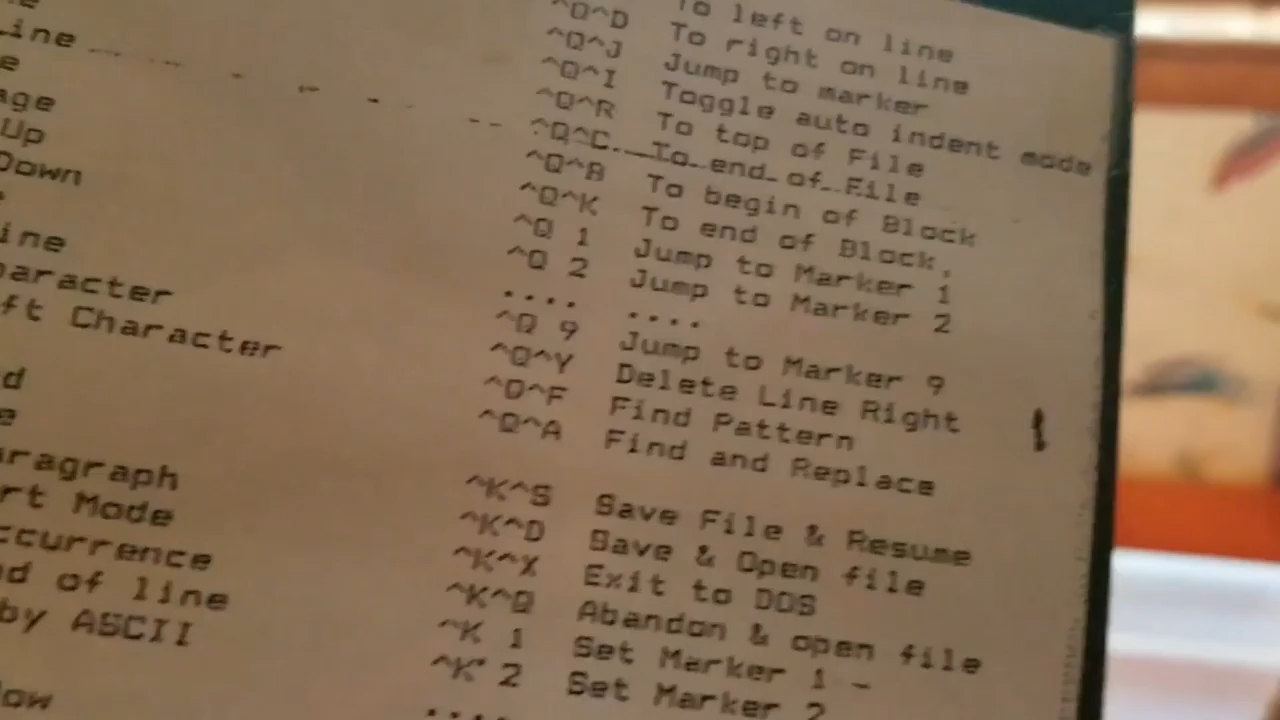 Line
age
Up
Down
ine
haracter
ft Character
d
e
aragraph
rt Mode
ccurrence
nd of line
by ASCII
low
To left on line
^Q^D To right on line
^Q^J Jump to marker
^Q^I Toggle auto indent mode
^Q^R To top of File
^Q^C To end of File
^Q^B To begin of Block
^Q^K To end of Block,
^Q 1 Jump to Marker 1
^Q 2 Jump to Marker 2
.... ....
^Q 9 Jump to Marker 9
^Q^Y Delete Line Right
^Q^F Find Pattern
^Q^A Find and Replace
^K^S Save File & Resume
^K^D Save & Open file
^K^X Exit to DOS
^K^Q Abandon & open file
^K 1 Set Marker 1 -
^K 2 Set Marker 2
....